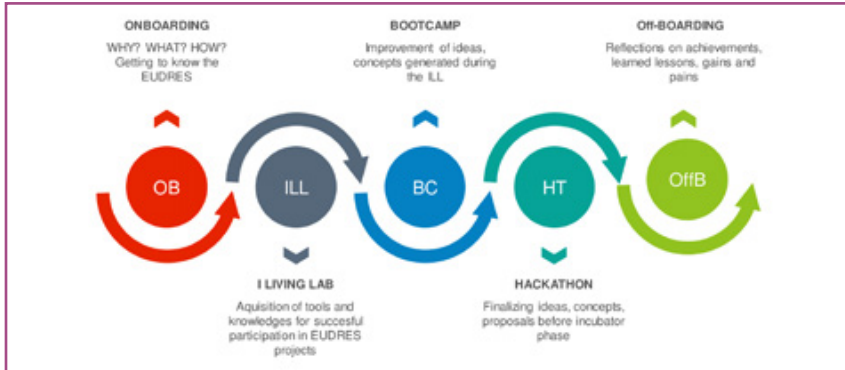 ONBOARDING
WHY? WHAT? HOW?
Getting to know the
EUDRES
BOOTCAMP
Improvement of ideas,
concepts generated during
the ILL
Off-BOARDING
Reflections on achievements,
learned lessons, gains and
pains
OB
ILL
BC
HT
OffB
I LIVING LAB
Aquisition of tools and
knowledges for succesful
participation in EUDRES
projects
HACKATHON
Finalizing ideas, concepts,
proposals before incubator
phase